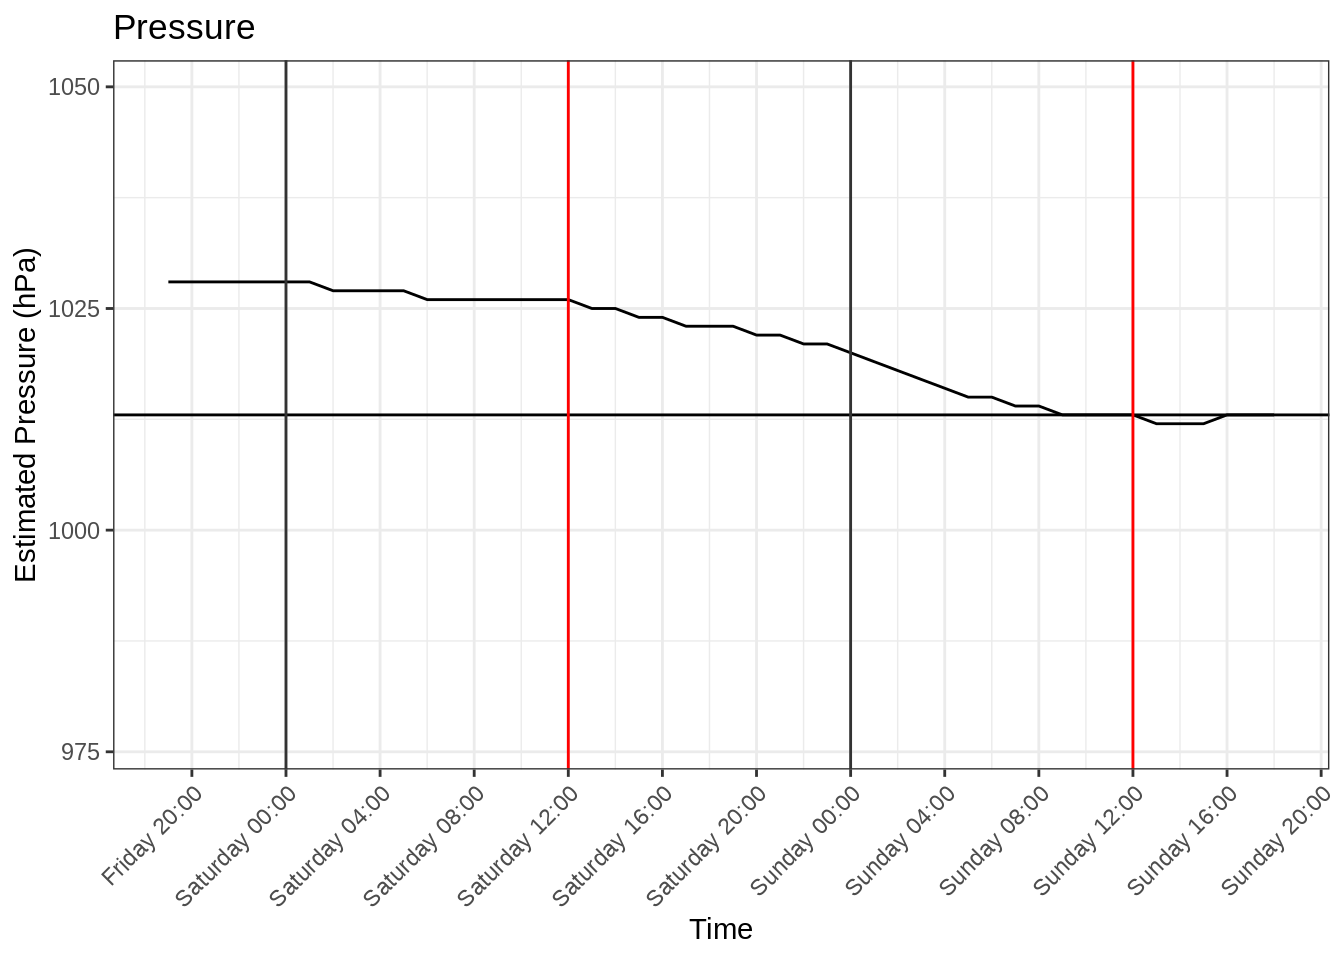 Pressure
Estimated Pressure (hPa)
1050
1025
1000
975
Friday 20:00
Saturday 00:00
Saturday 04:00
Saturday 08:00
Saturday 12:00
Saturday 16:00
Saturday 20:00
Sunday 00:00
Sunday 04:00
Sunday 08:00
Sunday 12:00
Sunday 16:00
Sunday 20:00
Time